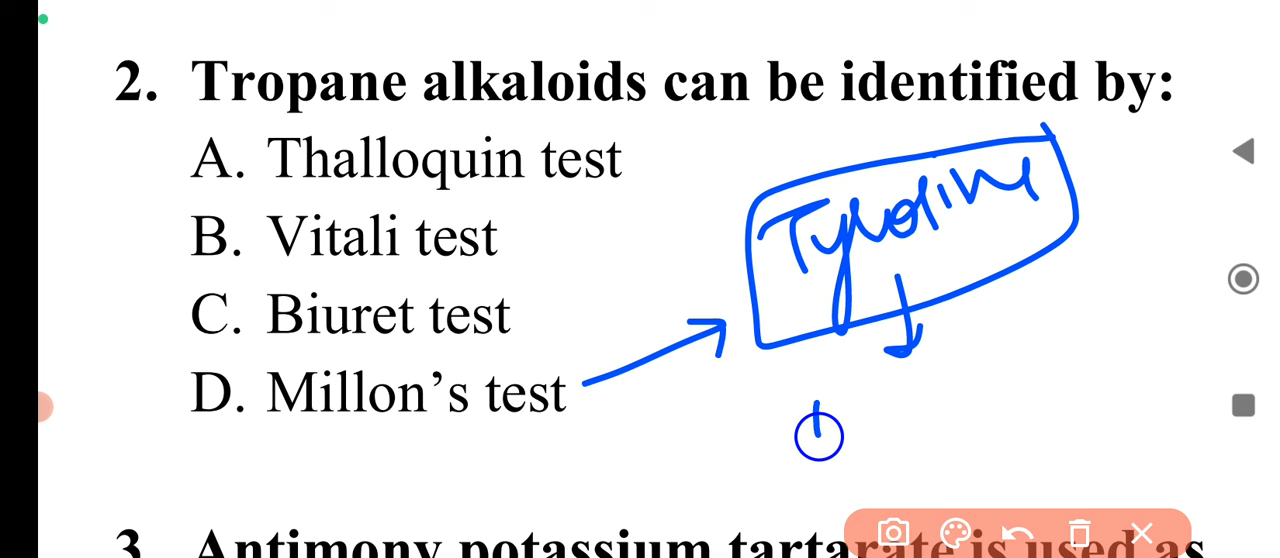 2. Tropane alkaloids can be identified by:
A. Thalloquin test
B. Vitali test
C. Biuret test
D. Millon's test
Tyrosine
3. Antimony potassium tartarate is used as